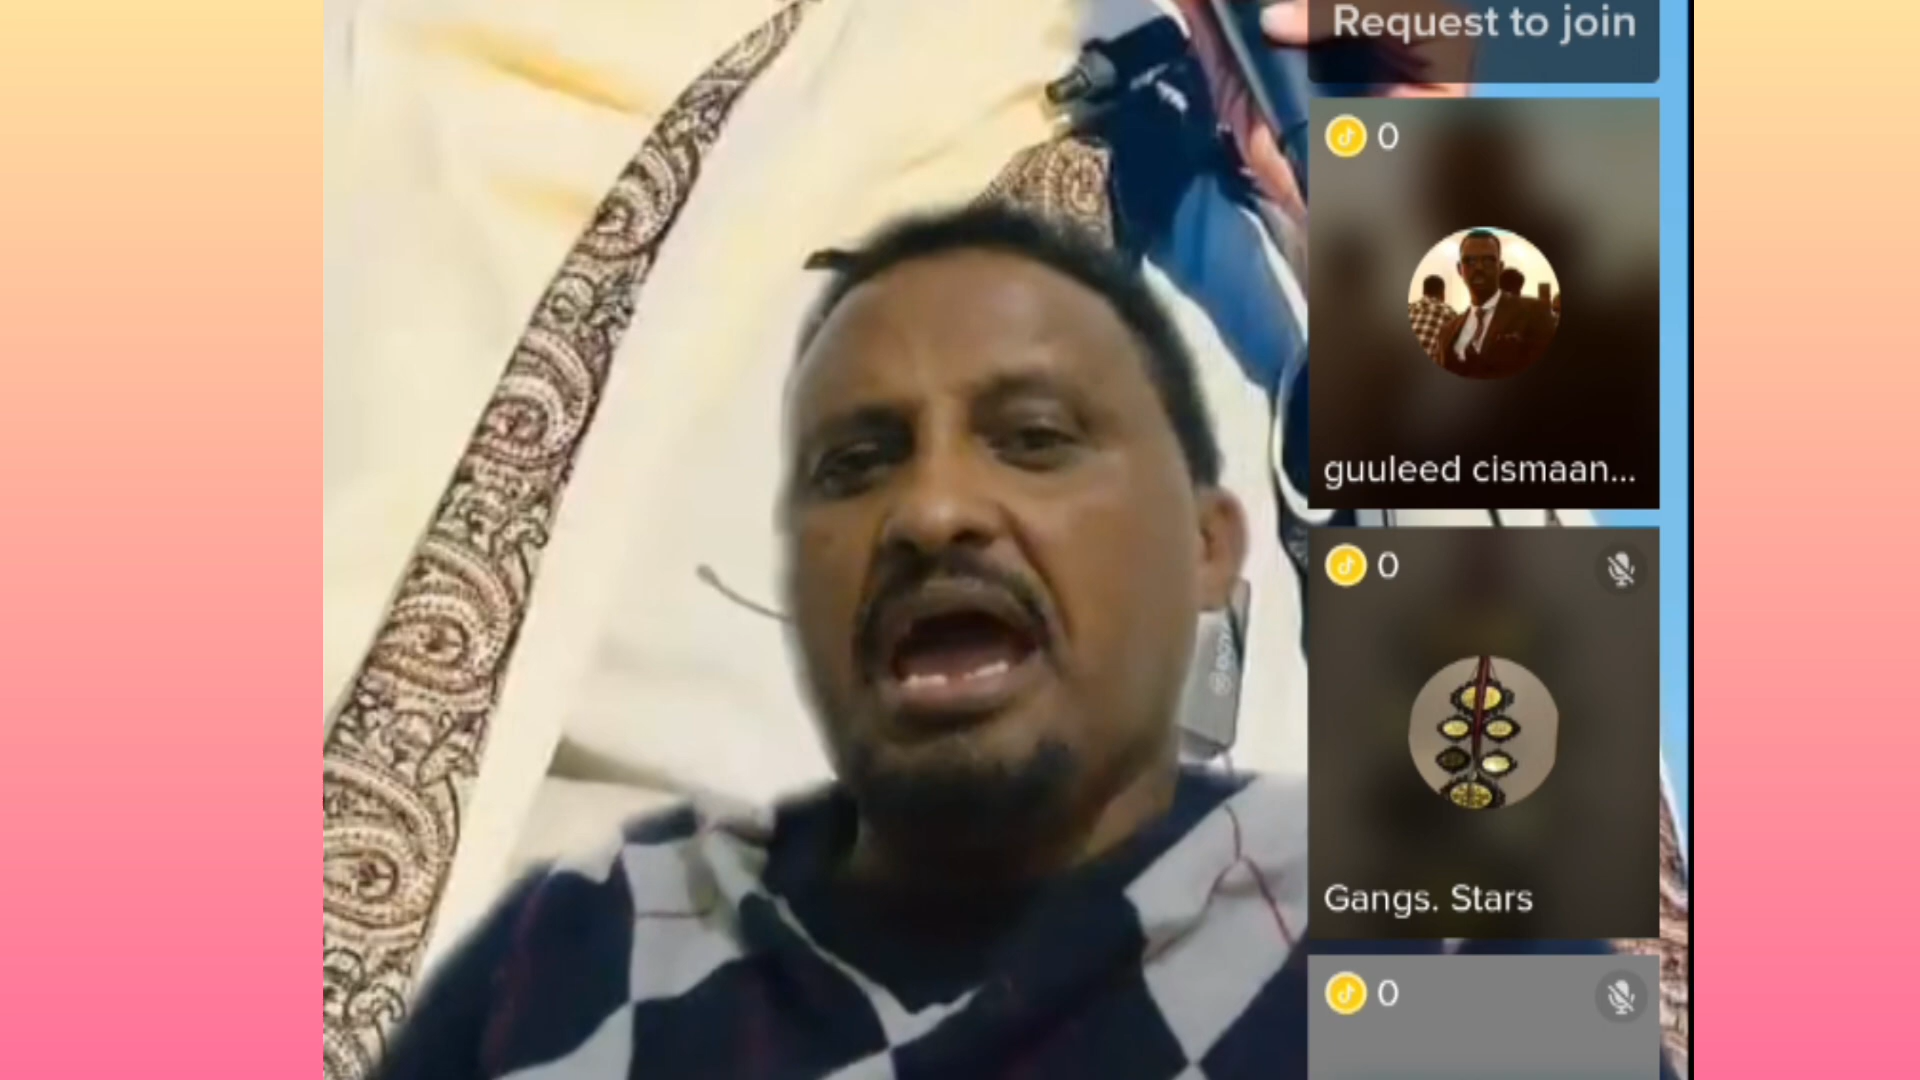 Request to join
0
guuleed cismaan...
0
Gangs. Stars
0